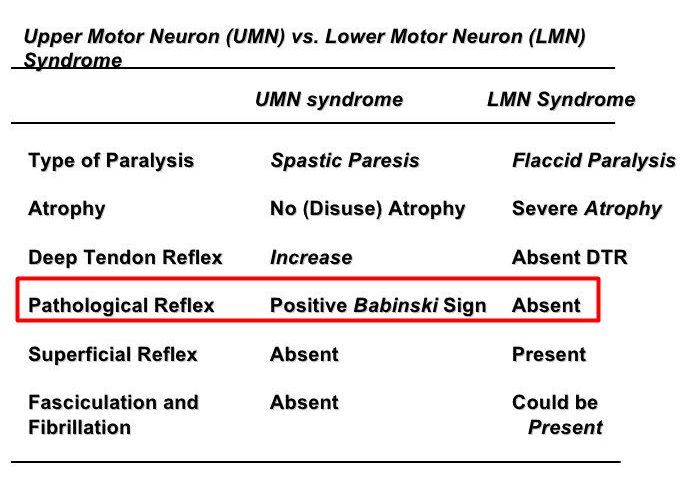 Upper Motor Neuron (UMN) vs. Lower Motor Neuron (LMN)
Syndrome
UMN syndrome LMN Syndrome
Type of Paralysis Spastic Paresis Flaccid Paralysis
Atrophy No (Disuse) Atrophy Severe Atrophy
Deep Tendon Reflex Increase Absent DTR
Pathological Reflex Positive Babinski Sign Absent
Superficial Reflex Absent Present
Fasciculation and Absent Could be
Fibrillation Present